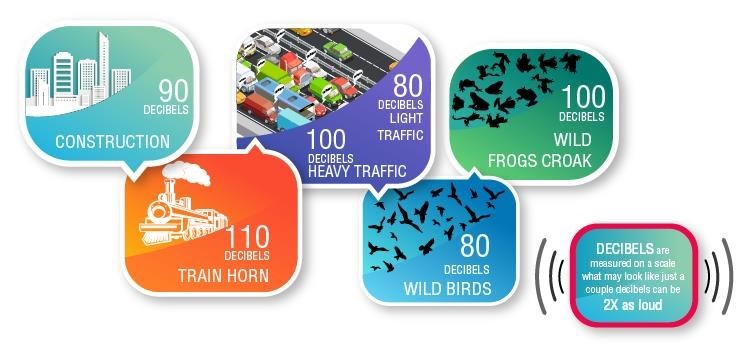 90
DECIBELS
CONSTRUCTION
80
DECIBELS
LIGHT
TRAFFIC
100
DECIBELS
HEAVY TRAFFIC
100
DECIBELS
WILD
FROGS CROAK
110
DECIBELS
TRAIN HORN
80
DECIBELS
WILD BIRDS
DECIBELS are
measured on a scale
what may look like just a
couple decibels can be
2X as loud